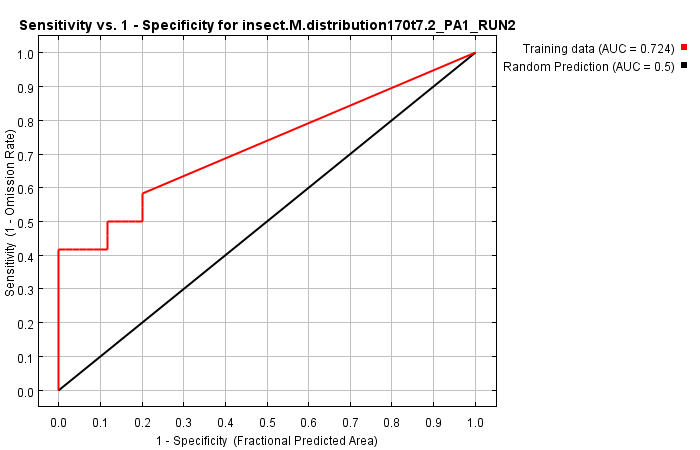 Sensitivity vs. 1 - Specificity for insect.M.distribution170t7.2_PA1_RUN2
Training data (AUC = 0.724)
Random Prediction (AUC = 0.5)
Sensitivity (1 - Omission Rate)
1.0
0.9
0.8
0.7
0.6
0.5
0.4
0.3
0.2
0.1
0.0
0.0 0.1 0.2 0.3 0.4 0.5 0.6 0.7 0.8 0.9 1.0
1 - Specificity (Fractional Predicted Area)